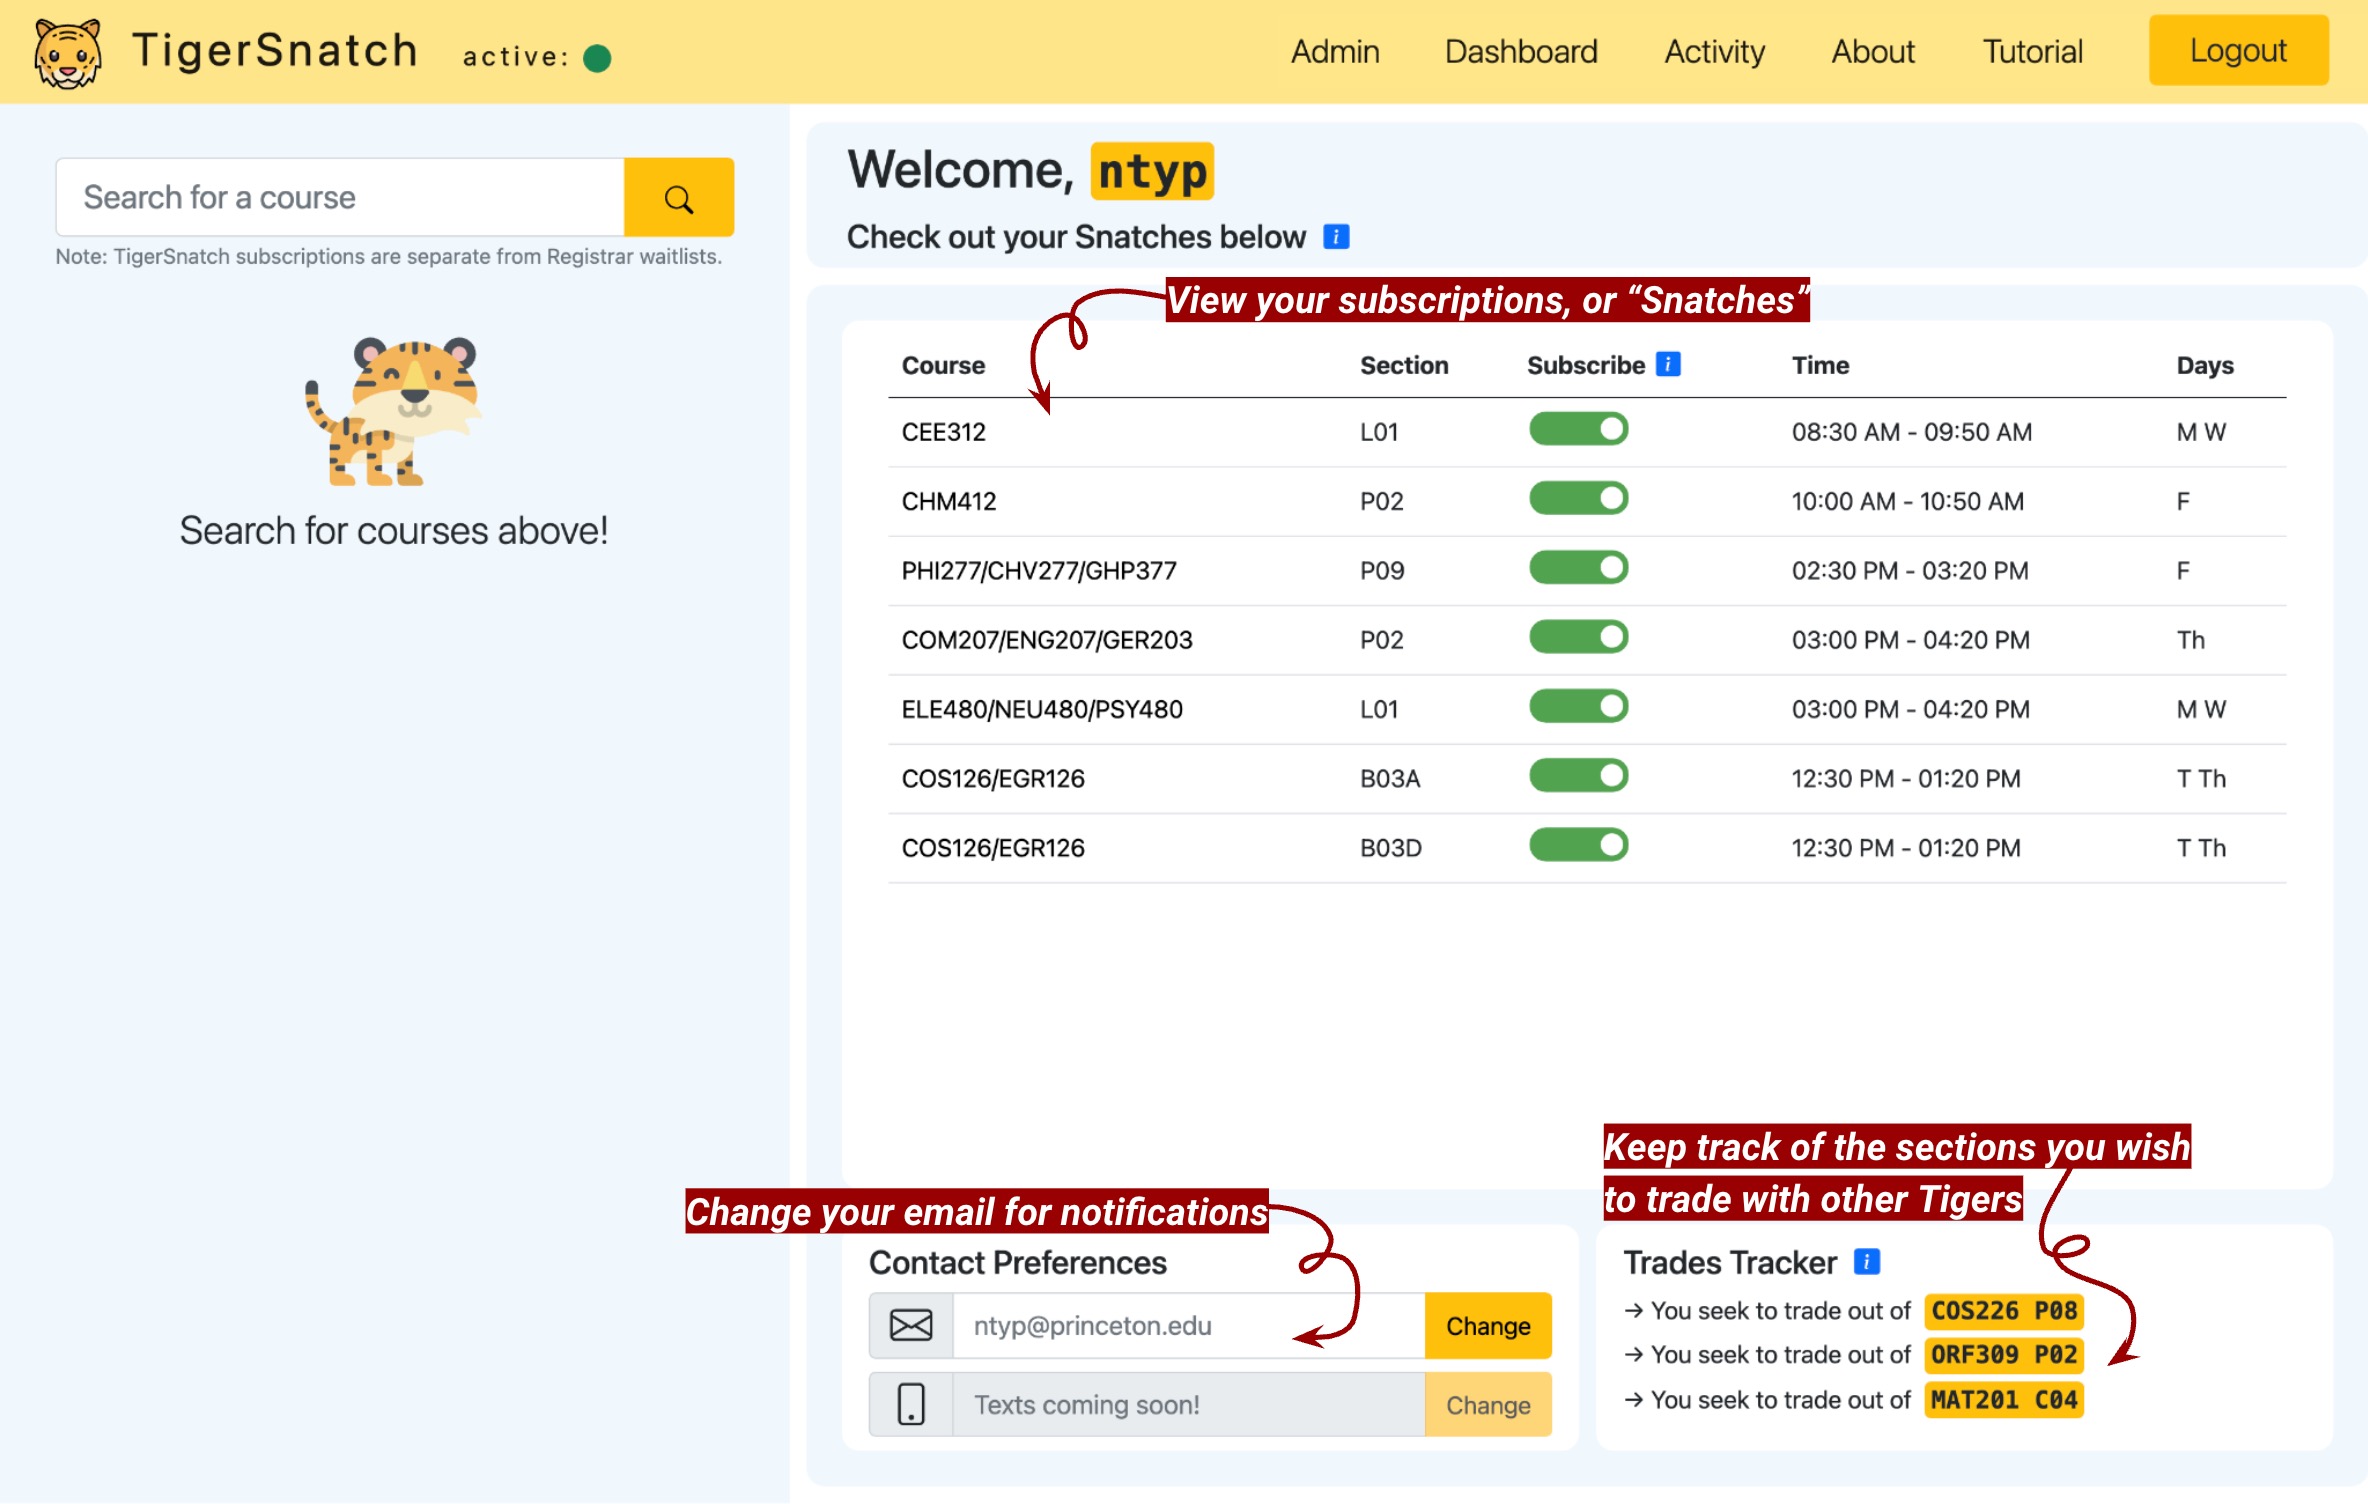 TigerSnatch active:
Admin Dashboard Activity About Tutorial Logout
Search for a course
Note: TigerSnatch subscriptions are separate from Registrar waitlists.
Search for courses above!
Welcome, ntyp
Check out your Snatches below i
View your subscriptions, or “Snatches”
Course Section Subscribe i Time Days
CEE312 L01 08:30 AM - 09:50 AM M W
CHM412 P02 10:00 AM - 10:50 AM F
PHI277/CHV277/GHP377 P09 02:30 PM - 03:20 PM F
COM207/ENG207/GER203 P02 03:00 PM - 04:20 PM Th
ELE480/NEU480/PSY480 L01 03:00 PM - 04:20 PM M W
COS126/EGR126 B03A 12:30 PM - 01:20 PM T Th
COS126/EGR126 B03D 12:30 PM - 01:20 PM T Th
Change your email for notifications
Contact Preferences
ntyp@princeton.edu Change
Texts coming soon! Change
Keep track of the sections you wish
to trade with other Tigers
Trades Tracker i
→ You seek to trade out of COS226 P08
→ You seek to trade out of ORF309 P02
→ You seek to trade out of MAT201 C04